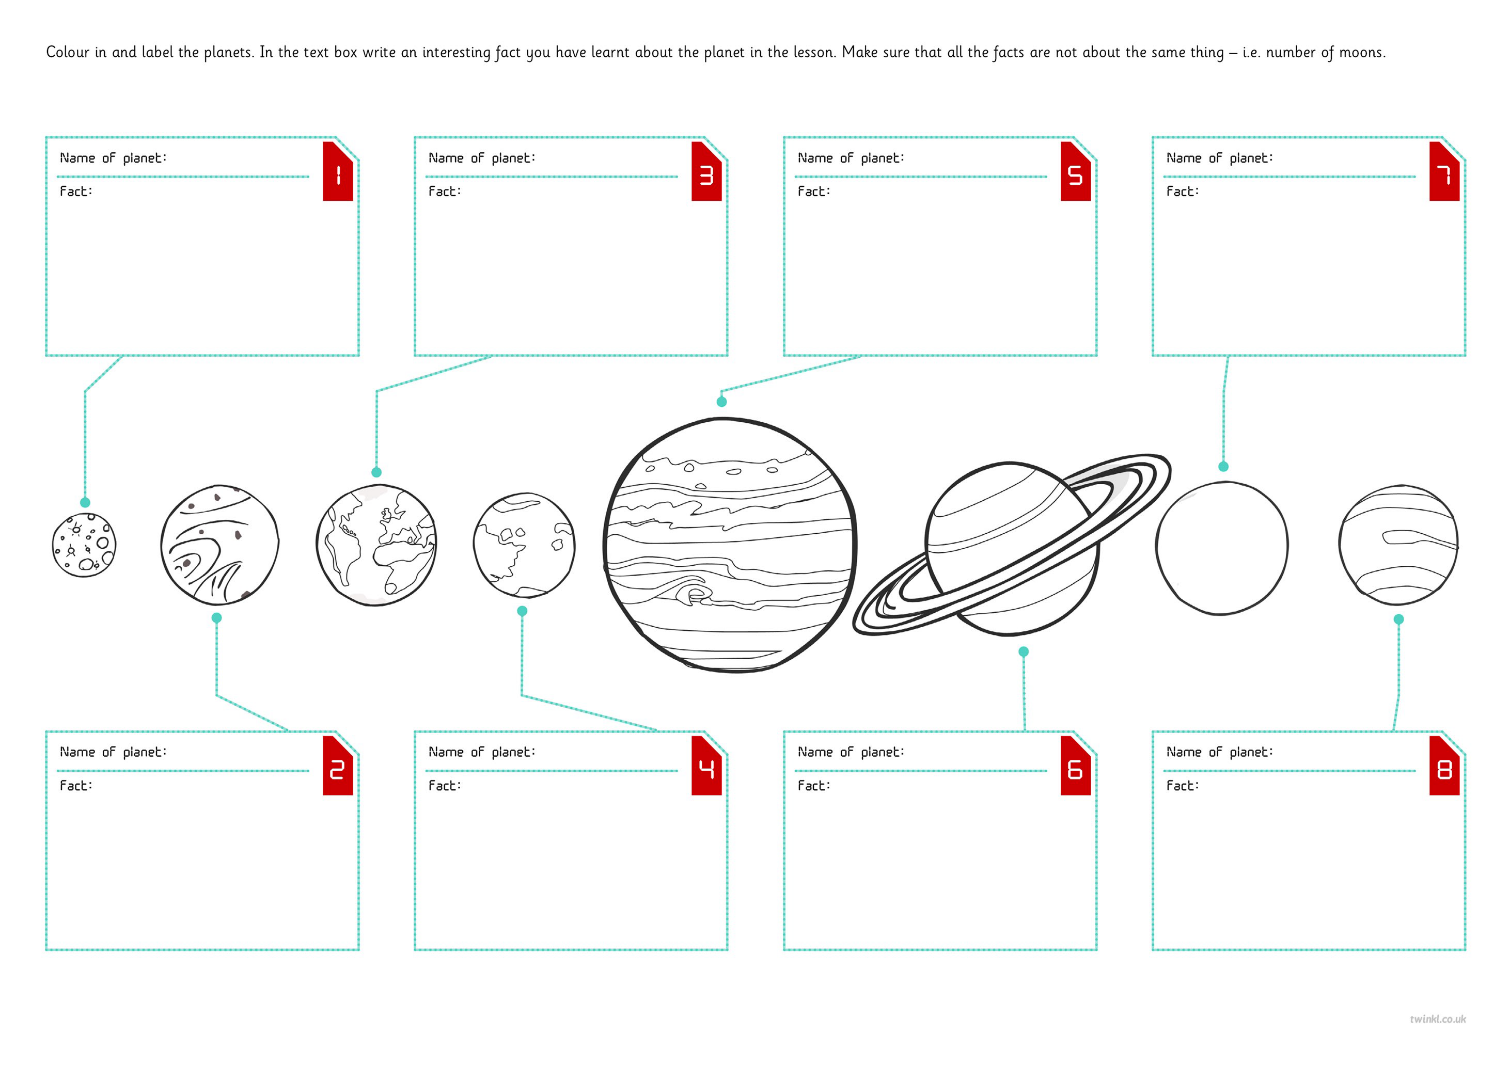 Colour in and label the planets. In the text box write an interesting fact you have learnt about the planet in the lesson. Make sure that all the facts are not about the same thing – i.e. number of moons.
Name of planet:
1
Fact:
Name of planet:
3
Fact:
Name of planet:
5
Fact:
Name of planet:
7
Fact:
Name of planet:
2
Fact:
Name of planet:
4
Fact:
Name of planet:
6
Fact:
Name of planet:
8
Fact:
twinkl.co.uk